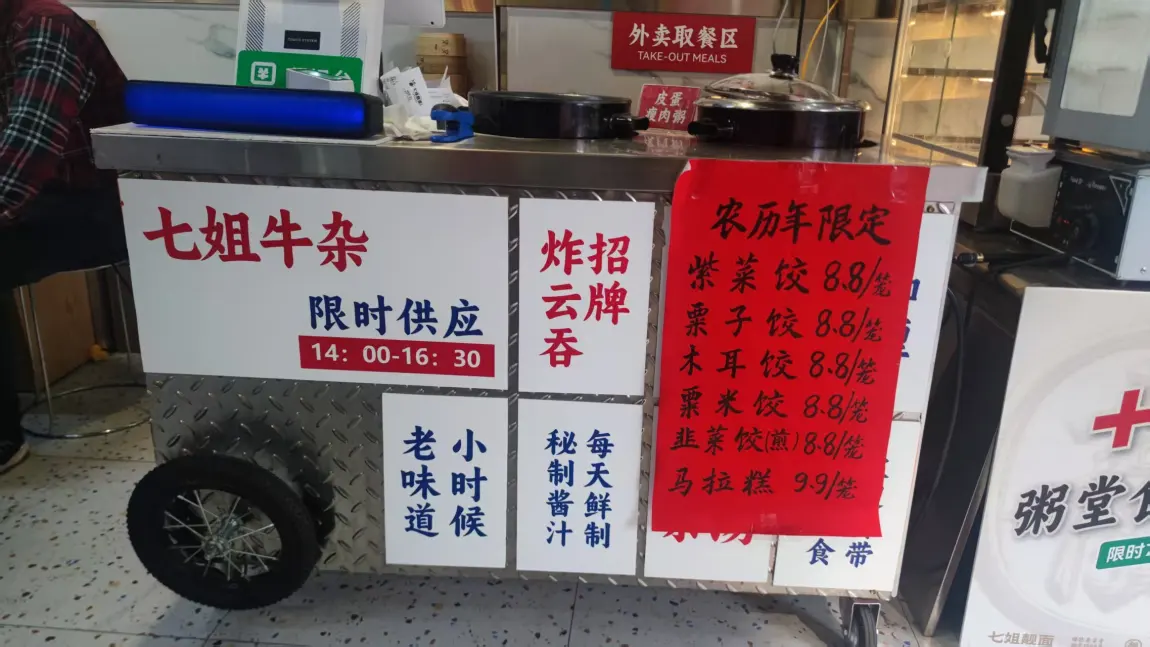 外卖取餐区
TAKE-OUT MEALS
皮蛋
瘦肉粥
七姐牛杂
限时供应
14：00-16：30
招牌
炸云吞
小时候
老味道
每天鲜制
秘制酱汁
农历年限定
紫菜饺 8.8/笼
粟子饺 8.8/笼
木耳饺 8.8/笼
粟米饺 8.8/笼
韭菜饺(煎) 8.8/笼
马拉糕 9.9/笼
食带
粥堂食
限时
七姐靓面